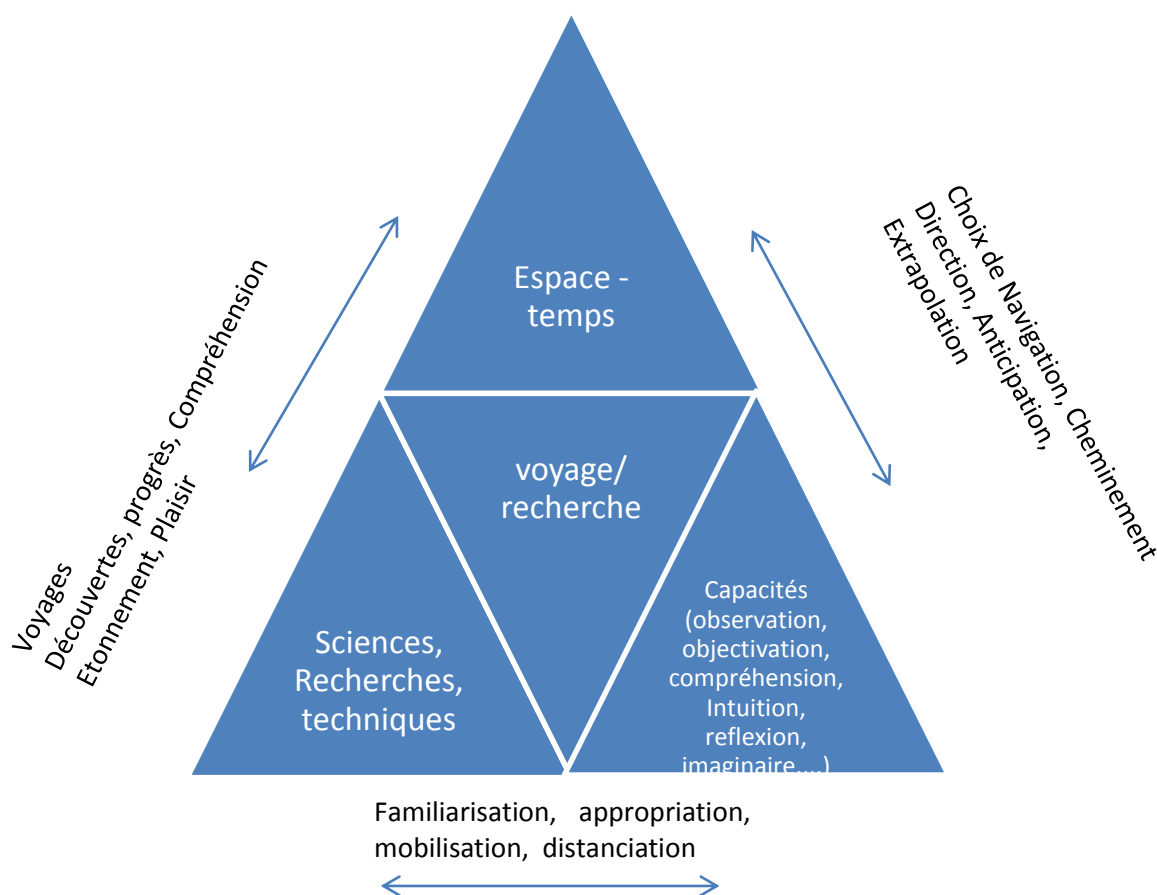 Espace -
temps
Voyages
Découvertes, progrès, Compréhension
Etonnement, Plaisir
Choix de Navigation, Cheminement
Direction, Anticipation,
Extrapolation
voyage/
recherche
Sciences,
Recherches,
techniques
Capacités
(observation,
objectivation,
compréhension,
Intuition,
reflexion,
imaginaire....)
Familiarisation, appropriation,
mobilisation, distanciation